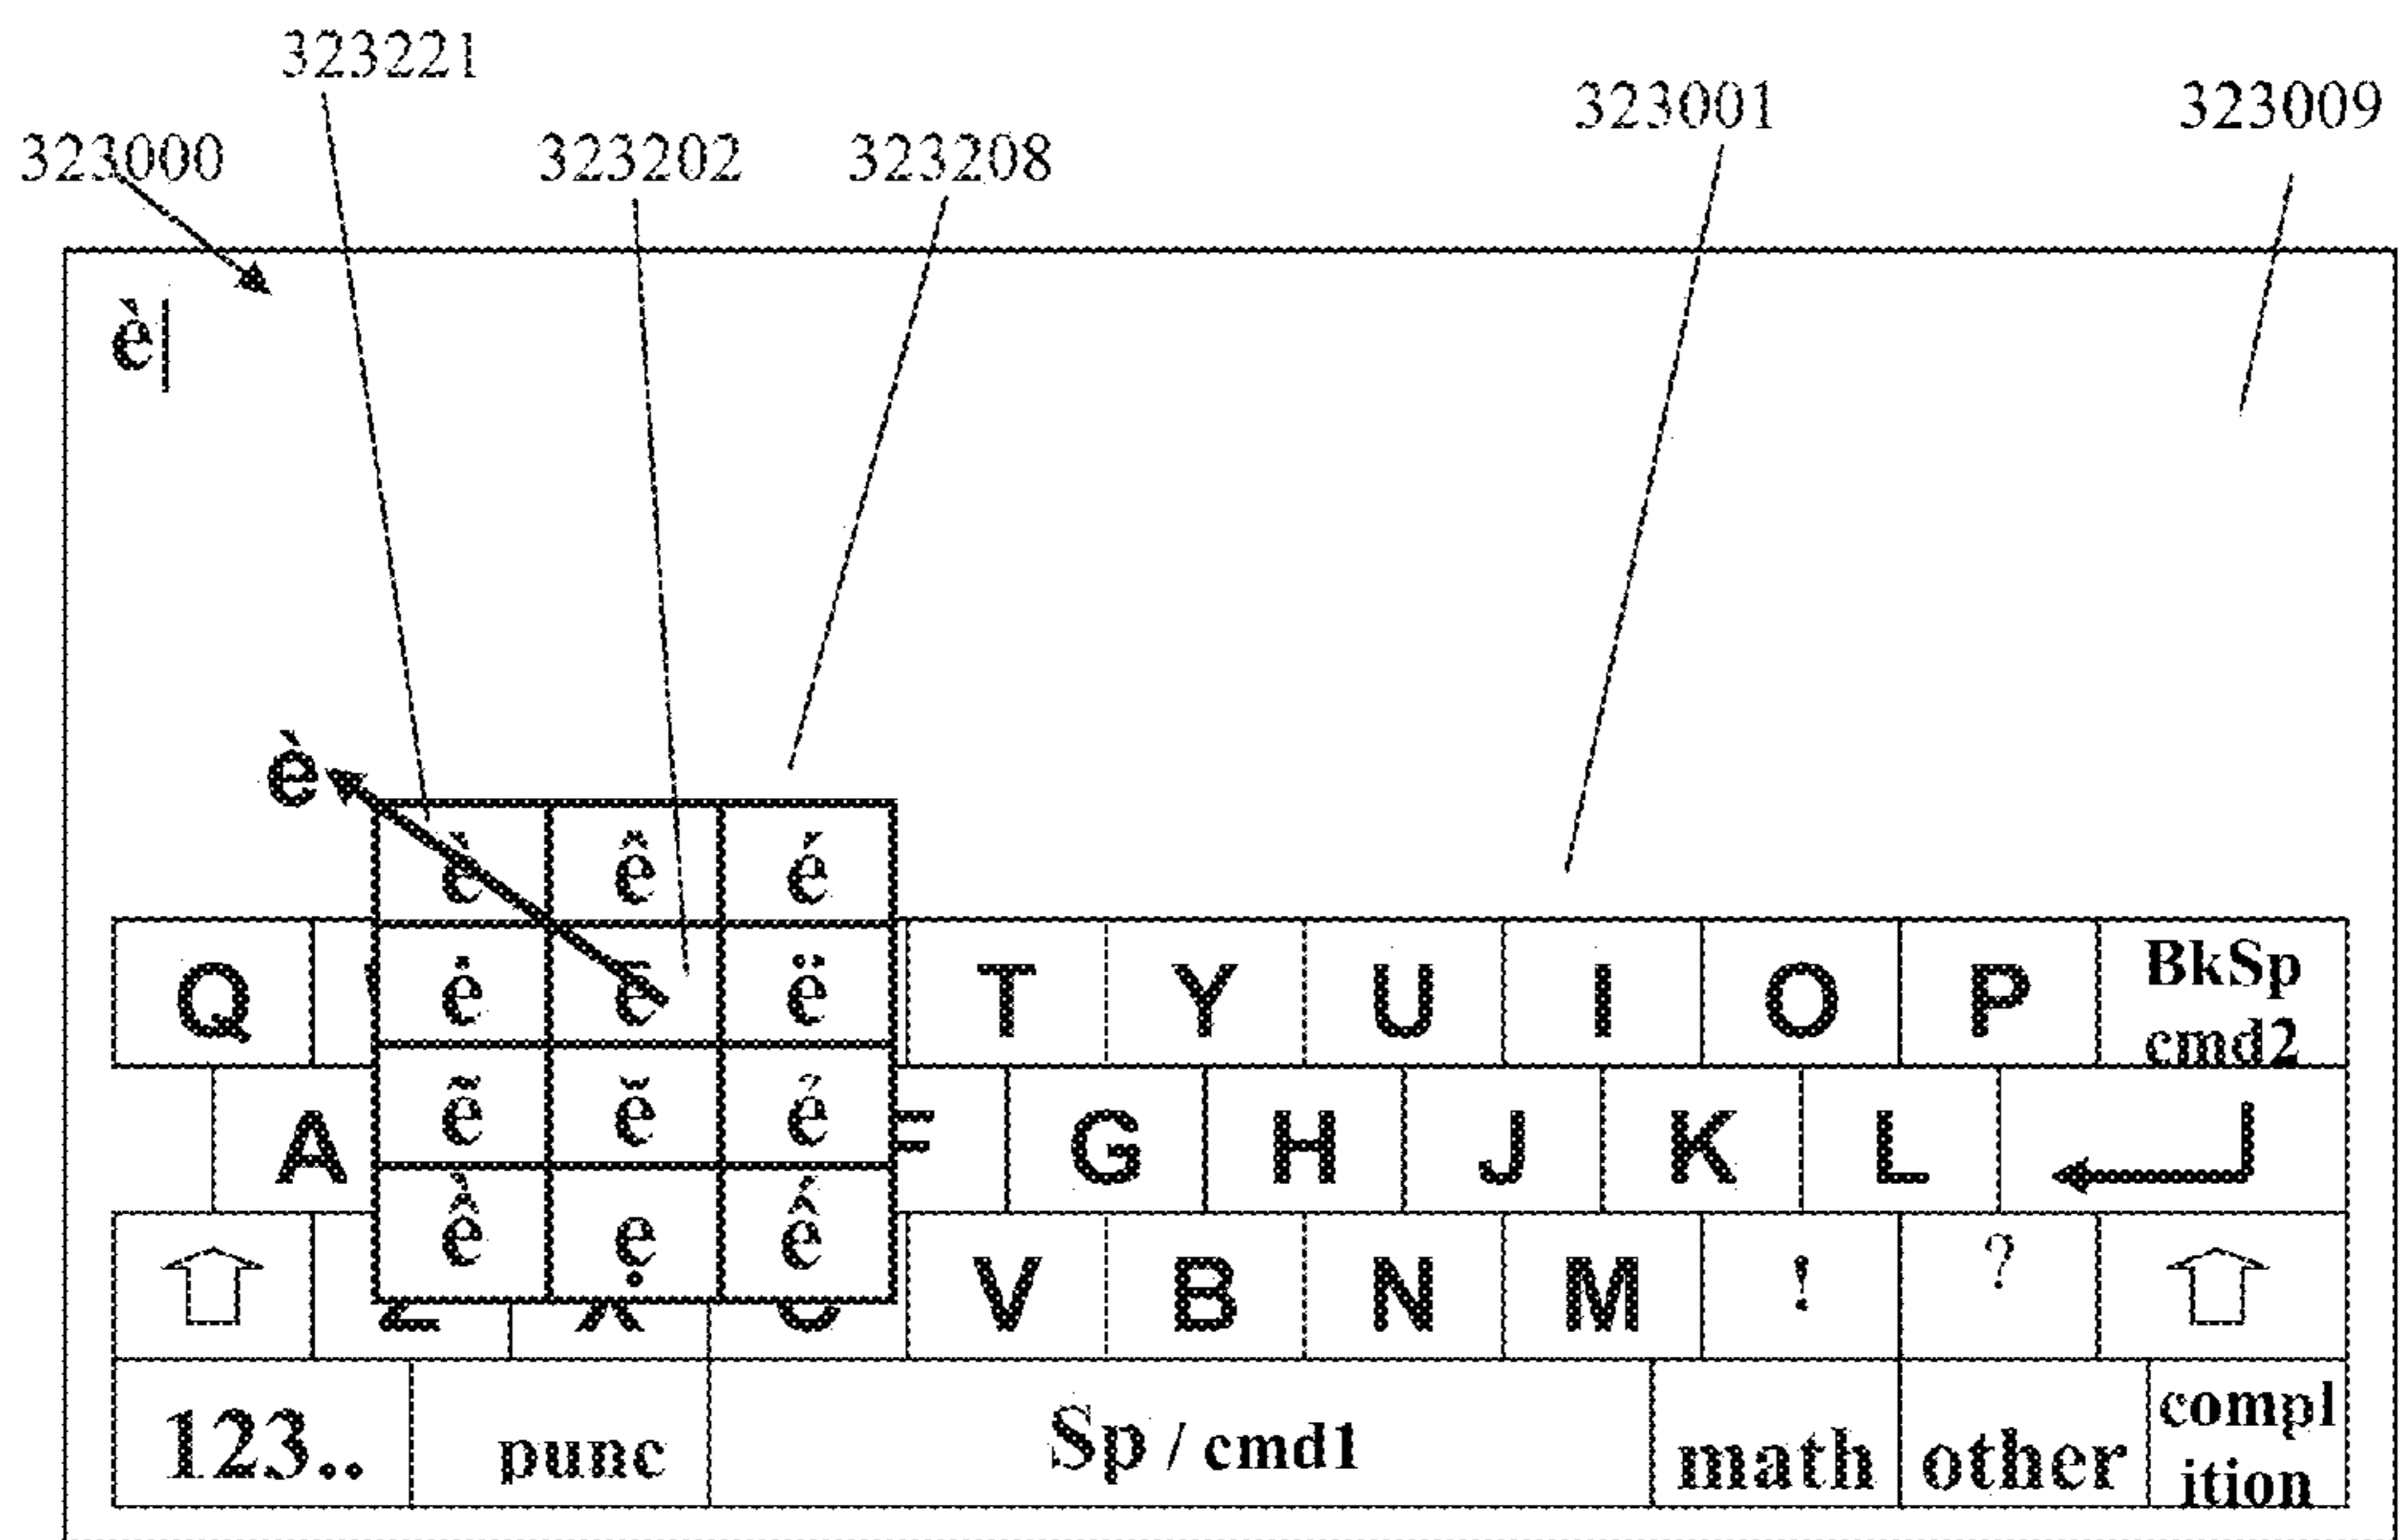 323221
323001
323009
323000
323202
323208
è
è
è ê é
Q ė ē ë T Y U I O P BkSp cmd2
A ẽ ĕ ẻ F G H J K L
ề ẹ ế
Z X C V B N M ! ?
123.. punc Sp / cmd1 math other compl ition